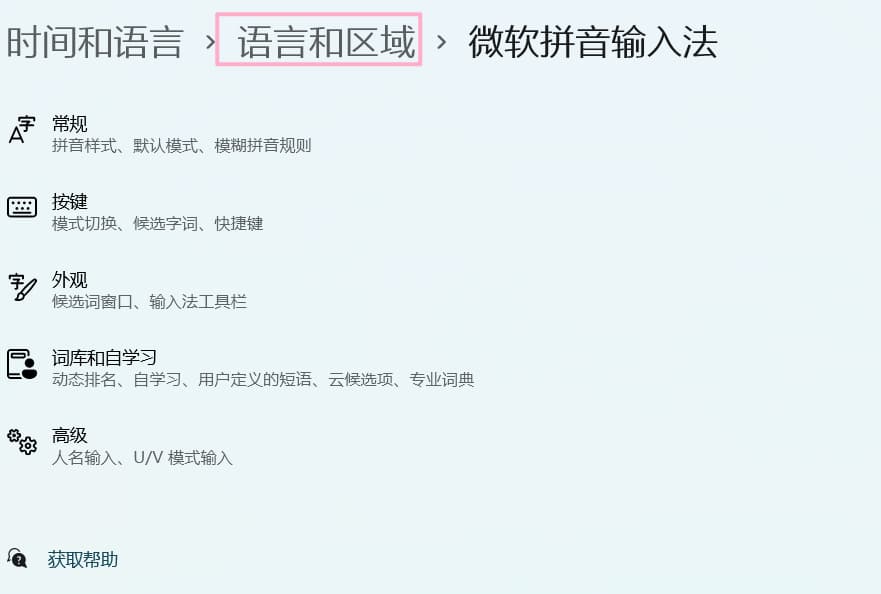 时间和语言 › 语言和区域 › 微软拼音输入法
常规
拼音样式、默认模式、模糊拼音规则
按键
模式切换、候选字词、快捷键
外观
候选词窗口、输入法工具栏
词库和自学习
动态排名、自学习、用户定义的短语、云候选项、专业词典
高级
人名输入、U/V 模式输入
获取帮助